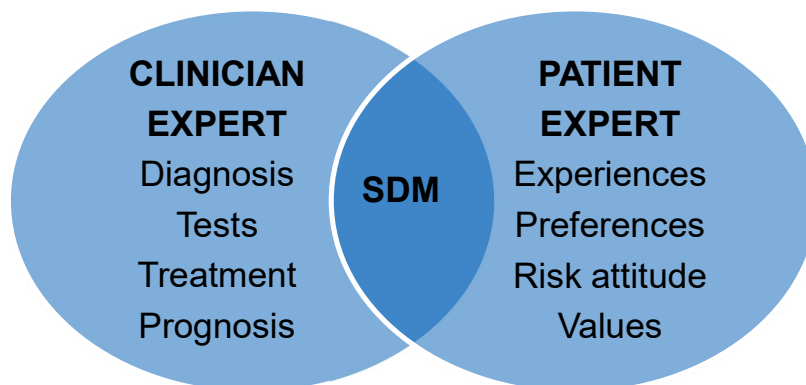 CLINICIAN
EXPERT
Diagnosis
Tests
Treatment
Prognosis
SDM
PATIENT
EXPERT
Experiences
Preferences
Risk attitude
Values